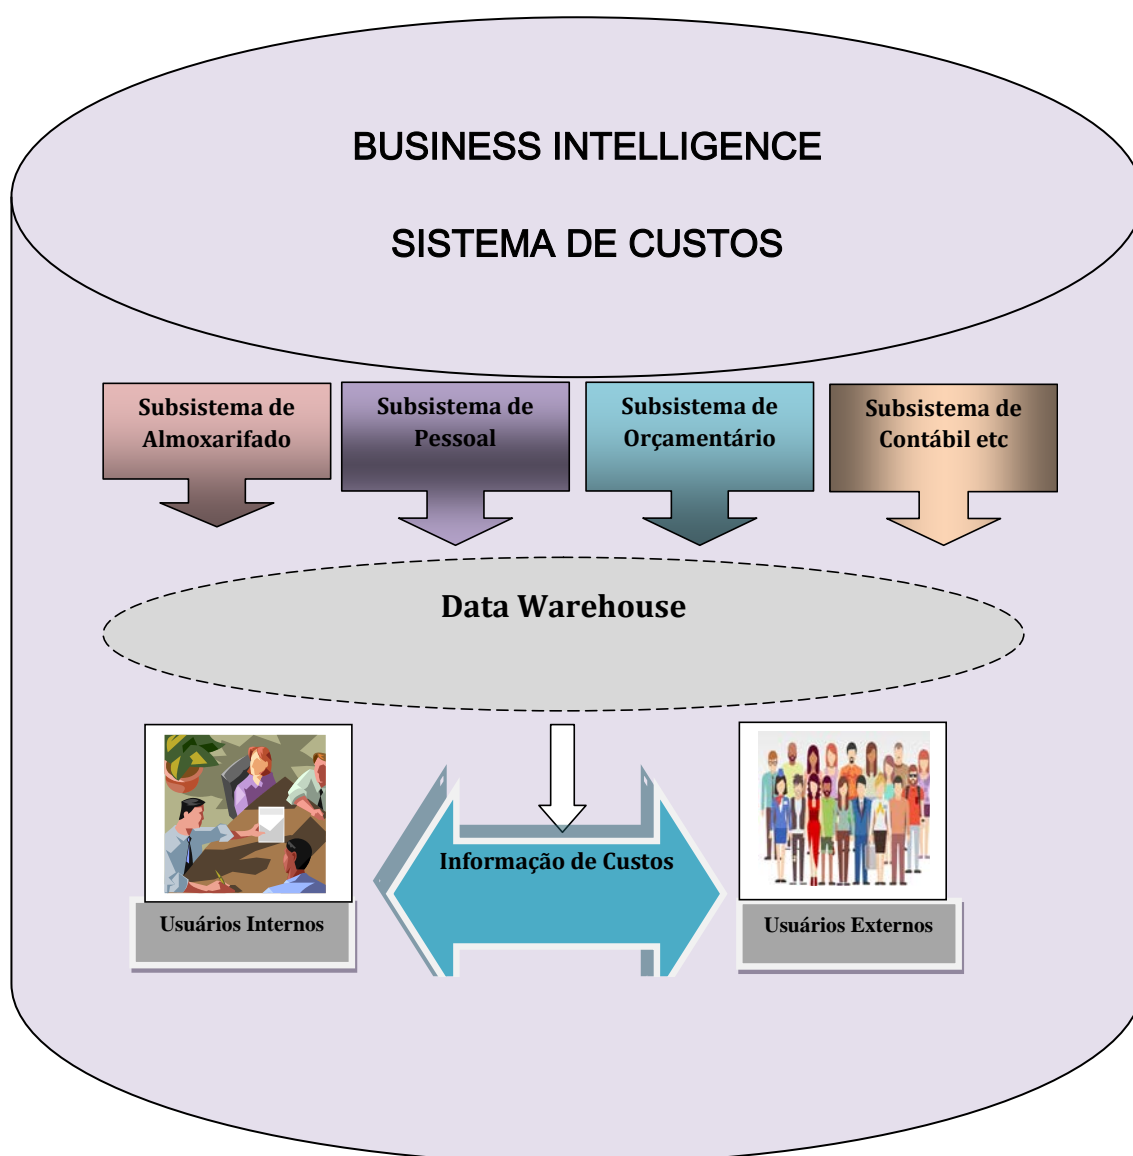 BUSINESS INTELLIGENCE
SISTEMA DE CUSTOS
Subsistema de
Almoxarifado
Subsistema de
Pessoal
Subsistema de
Orçamentário
Subsistema de
Contábil etc
Data Warehouse
Informação de Custos
Usuários Internos
Usuários Externos